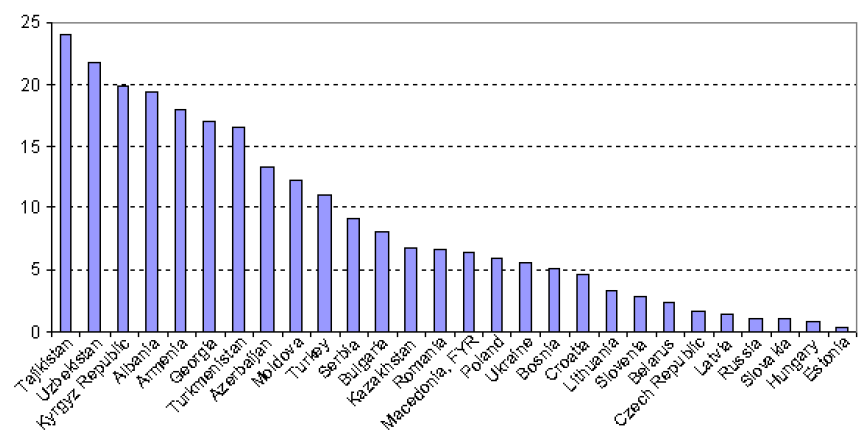 25
20
15
10
5
0
Tajikistan
Uzbekistan
Kyrgyz Republic
Albania
Armenia
Georgia
Turkmenistan
Azerbaijan
Moldova
Turkey
Serbia
Bulgaria
Kazakhstan
Romania
Macedonia, FYR
Poland
Ukraine
Bosnia
Croatia
Lithuania
Slovenia
Belarus
Czech Republic
Latvia
Russia
Slovakia
Hungary
Estonia